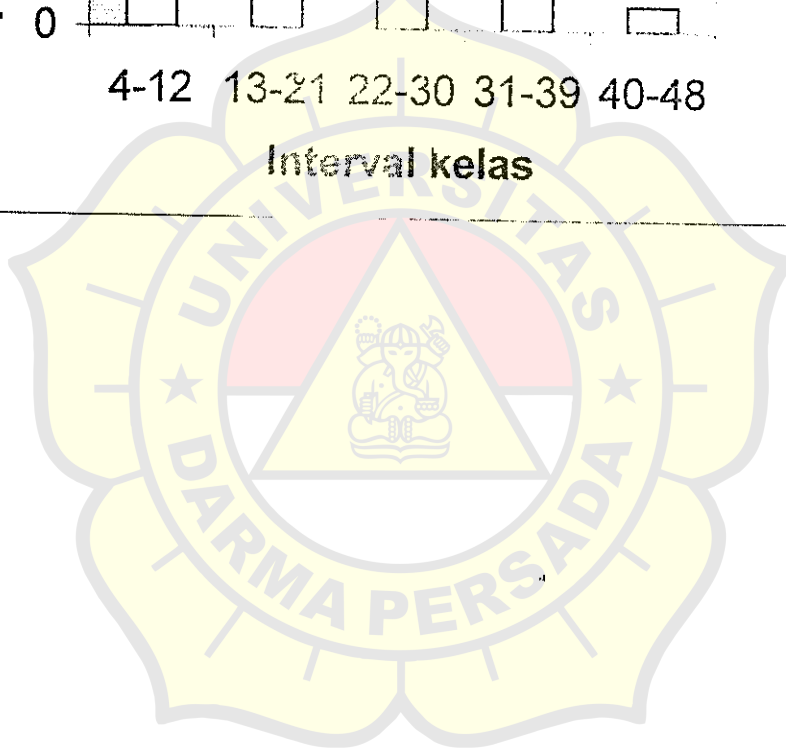 0
4-12 13-21 22-30 31-39 40-48
Interval kelas
UNIVERSITAS
DARMA PERSADA